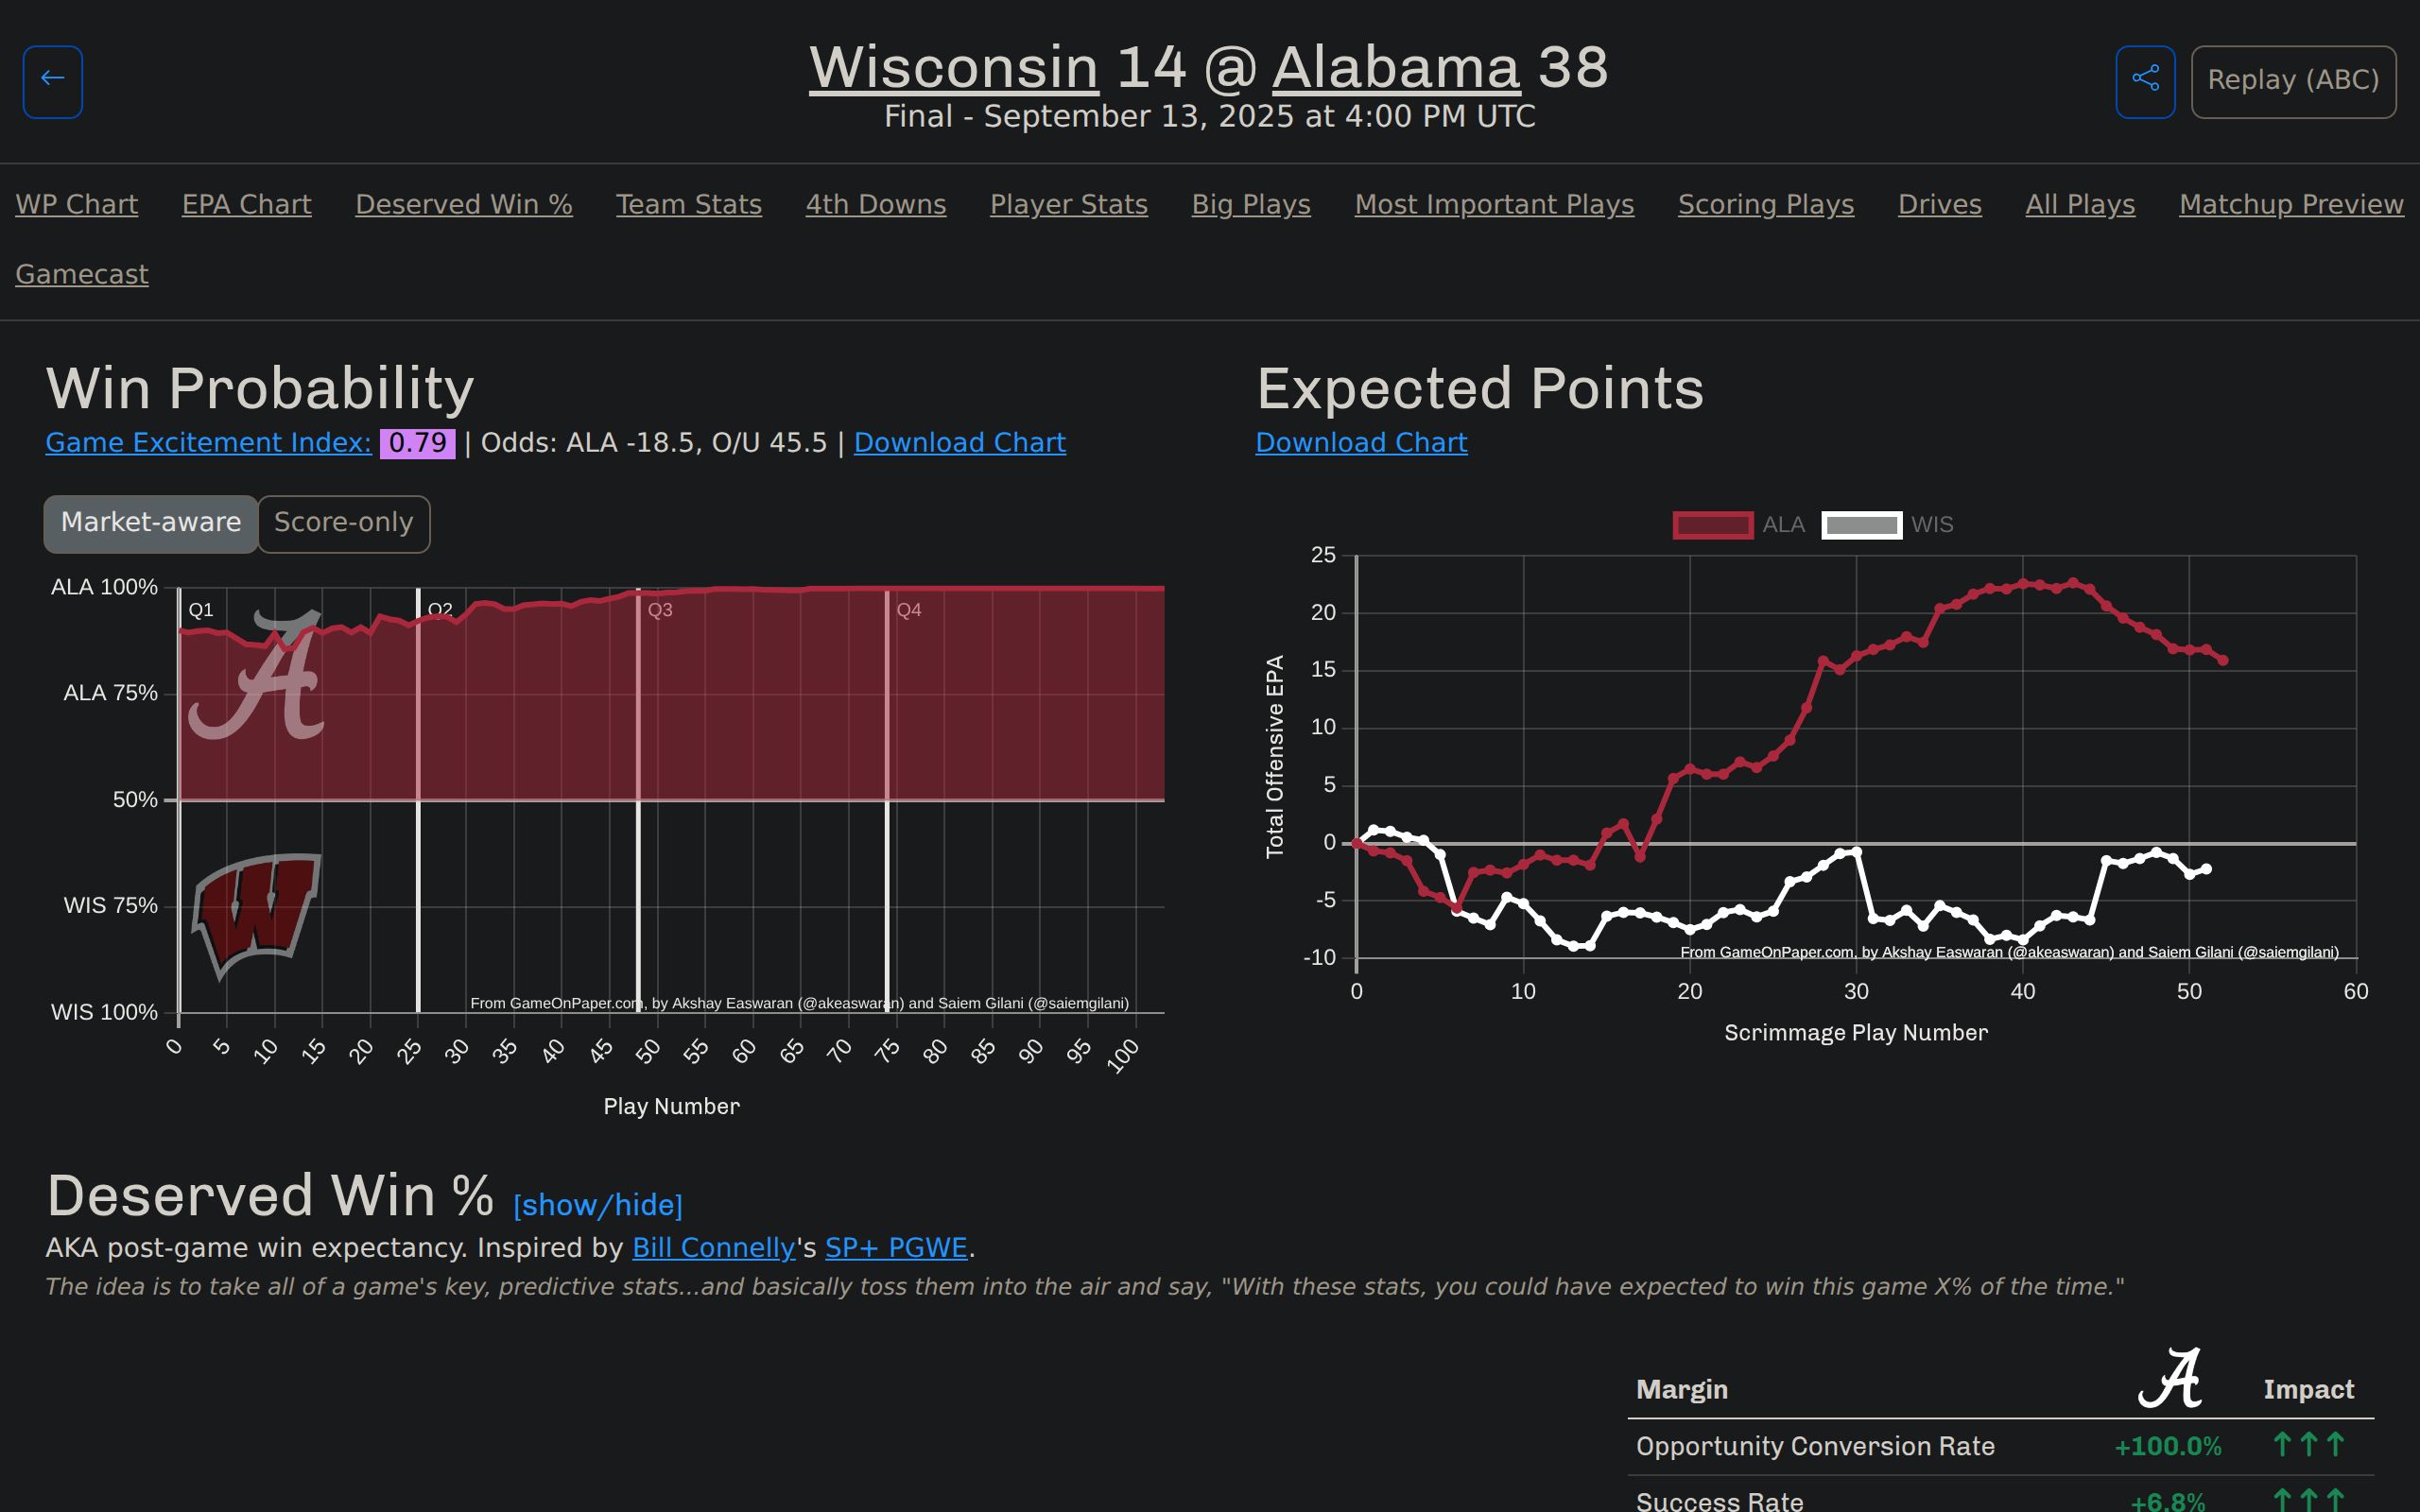 ←
Wisconsin 14 @ Alabama 38
Final - September 13, 2025 at 4:00 PM UTC
Replay (ABC)
WP Chart EPA Chart Deserved Win % Team Stats 4th Downs Player Stats Big Plays Most Important Plays Scoring Plays Drives All Plays Matchup Preview
Gamecast
Win Probability
Game Excitement Index: 0.79 | Odds: ALA -18.5, O/U 45.5 | Download Chart
Market-aware Score-only
ALA 100%
ALA 75%
50%
WIS 75%
WIS 100%
Q1 Q2 Q3 Q4
A
W
From GameOnPaper.com, by Akshay Easwaran (@akeaswaran) and Saiem Gilani (@saiemgilani)
0 5 10 15 20 25 30 35 40 45 50 55 60 65 70 75 80 85 90 95 100
Play Number
Expected Points
Download Chart
ALA WIS
Total Offensive EPA
25
20
15
10
5
0
-5
-10
From GameOnPaper.com, by Akshay Easwaran (@akeaswaran) and Saiem Gilani (@saiemgilani)
0 10 20 30 40 50 60
Scrimmage Play Number
Deserved Win % [show/hide]
AKA post-game win expectancy. Inspired by Bill Connelly's SP+ PGWE.
The idea is to take all of a game's key, predictive stats...and basically toss them into the air and say, "With these stats, you could have expected to win this game X% of the time."
Margin A Impact
Opportunity Conversion Rate +100.0% ↑↑↑
Success Rate +6.8% ↑↑↑